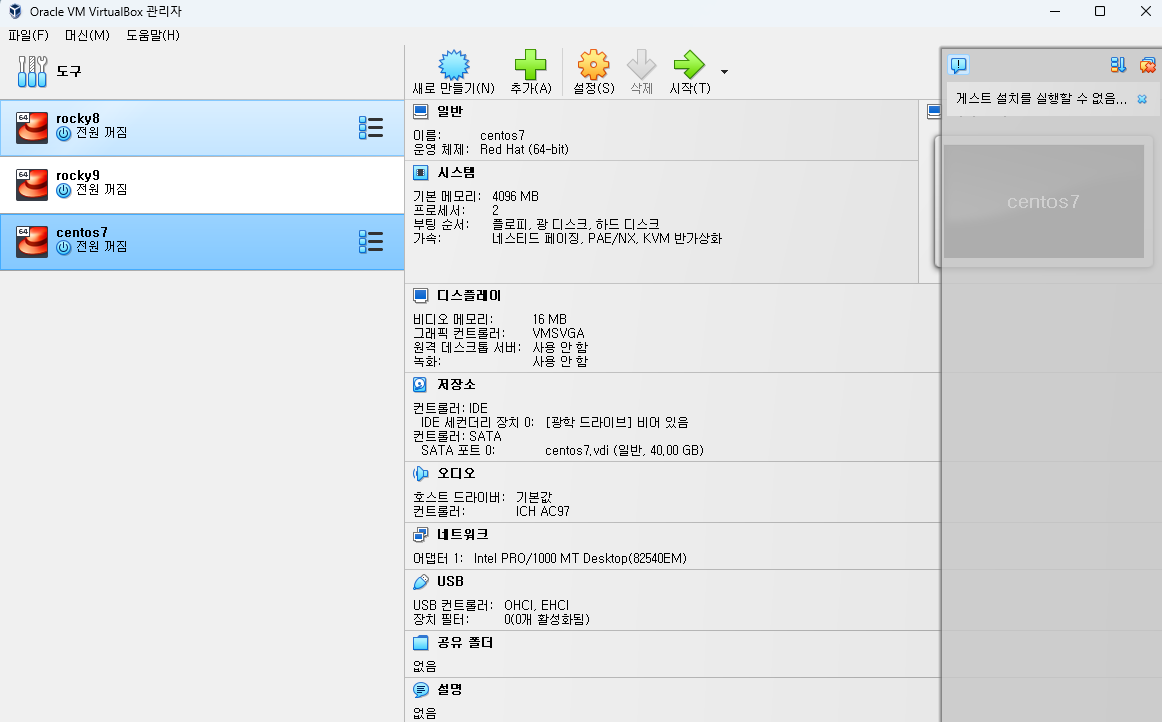 Oracle VM VirtualBox 관리자
파일(F) 머신(M) 도움말(H)
도구
새로 만들기(N) 추가(A) 설정(S) 삭제 시작(T)
64 rocky8
전원 꺼짐
rocky9
전원 꺼짐
64 centos7
전원 꺼짐
일반
이름: centos7
운영 체제: Red Hat (64-bit)
시스템
기본 메모리: 4096 MB
프로세서: 2
부팅 순서: 플로피, 광 디스크, 하드 디스크
가속: 네스티드 페이징, PAE/NX, KVM 반가상화
디스플레이
비디오 메모리: 16 MB
그래픽 컨트롤러: VMSVGA
원격 데스크톱 서버: 사용 안 함
녹화: 사용 안 함
저장소
컨트롤러: IDE
IDE 세컨더리 장치 0: [광학 드라이브] 비어 있음
컨트롤러: SATA
SATA 포트 0: centos7.vdi (일반, 40.00 GB)
오디오
호스트 드라이버: 기본값
컨트롤러: ICH AC97
네트워크
어댑터 1: Intel PRO/1000 MT Desktop(82540EM)
USB
USB 컨트롤러: OHCI, EHCI
장치 필터: 0(0개 활성화됨)
공유 폴더
없음
설명
없음
게스트 설치를 실행할 수 없음...
centos7